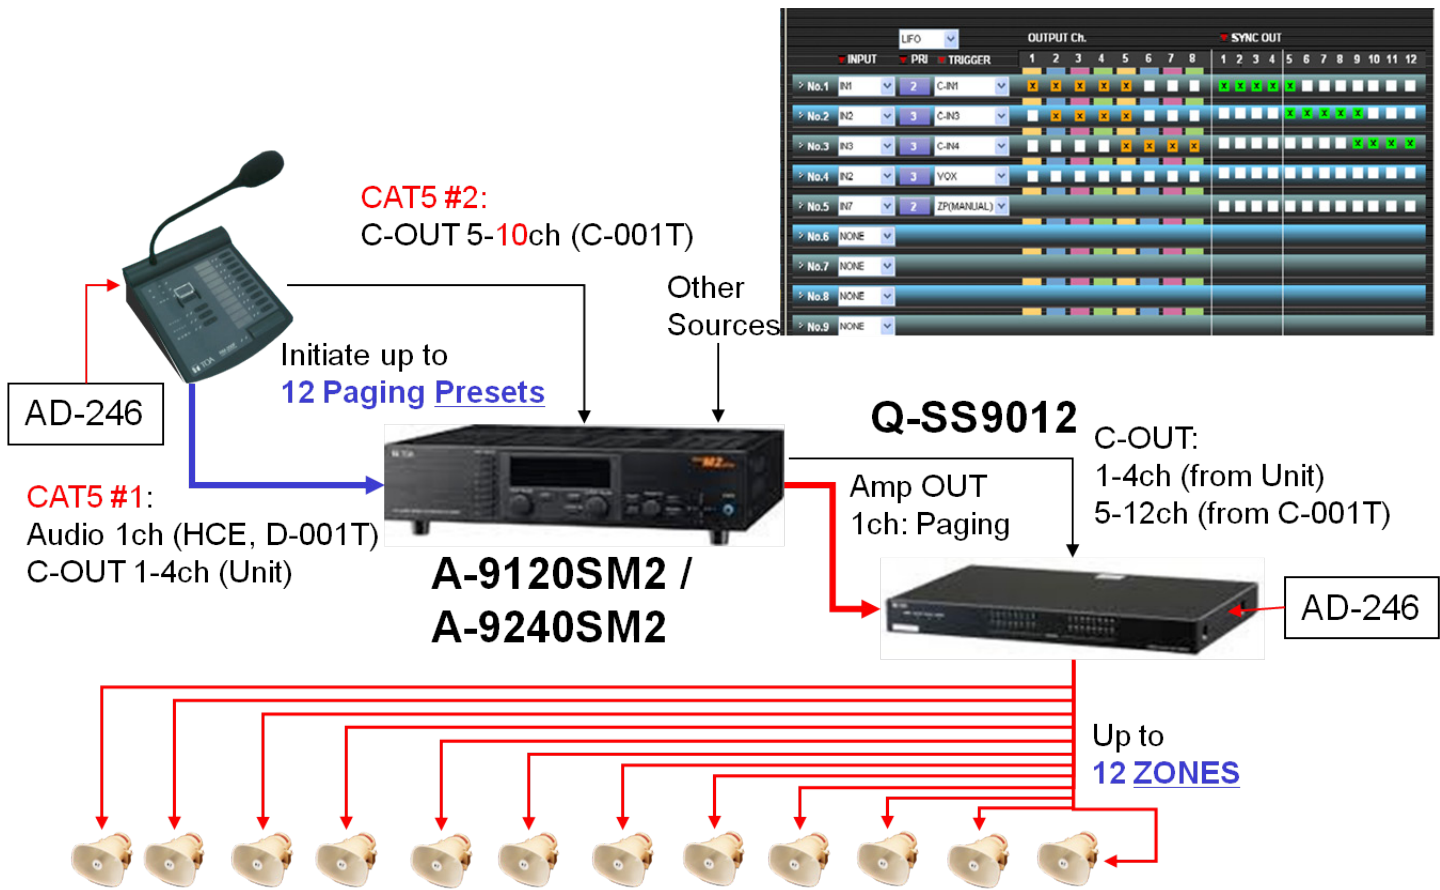 LIFO
OUTPUT Ch.
SYNC OUT
INPUT PRI TRIGGER 1 2 3 4 5 6 7 8 1 2 3 4 5 6 7 8 9 10 11 12
No.1 IN1 2 C-IN1
No.2 IN2 3 C-IN3
No.3 IN3 3 C-IN4
No.4 IN2 3 VOX
No.5 IN7 2 ZP(MANUAL)
No.6 NONE
No.7 NONE
No.8 NONE
No.9 NONE
CAT5 #2:
C-OUT 5-10ch (C-001T)
Other
Sources
TOA
Initiate up to
12 Paging Presets
AD-246
CAT5 #1:
Audio 1ch (HCE, D-001T)
C-OUT 1-4ch (Unit)
TOA
M2
A-9120SM2 /
A-9240SM2
Q-SS9012
Amp OUT
1ch: Paging
C-OUT:
1-4ch (from Unit)
5-12ch (from C-001T)
AD-246
Up to
12 ZONES